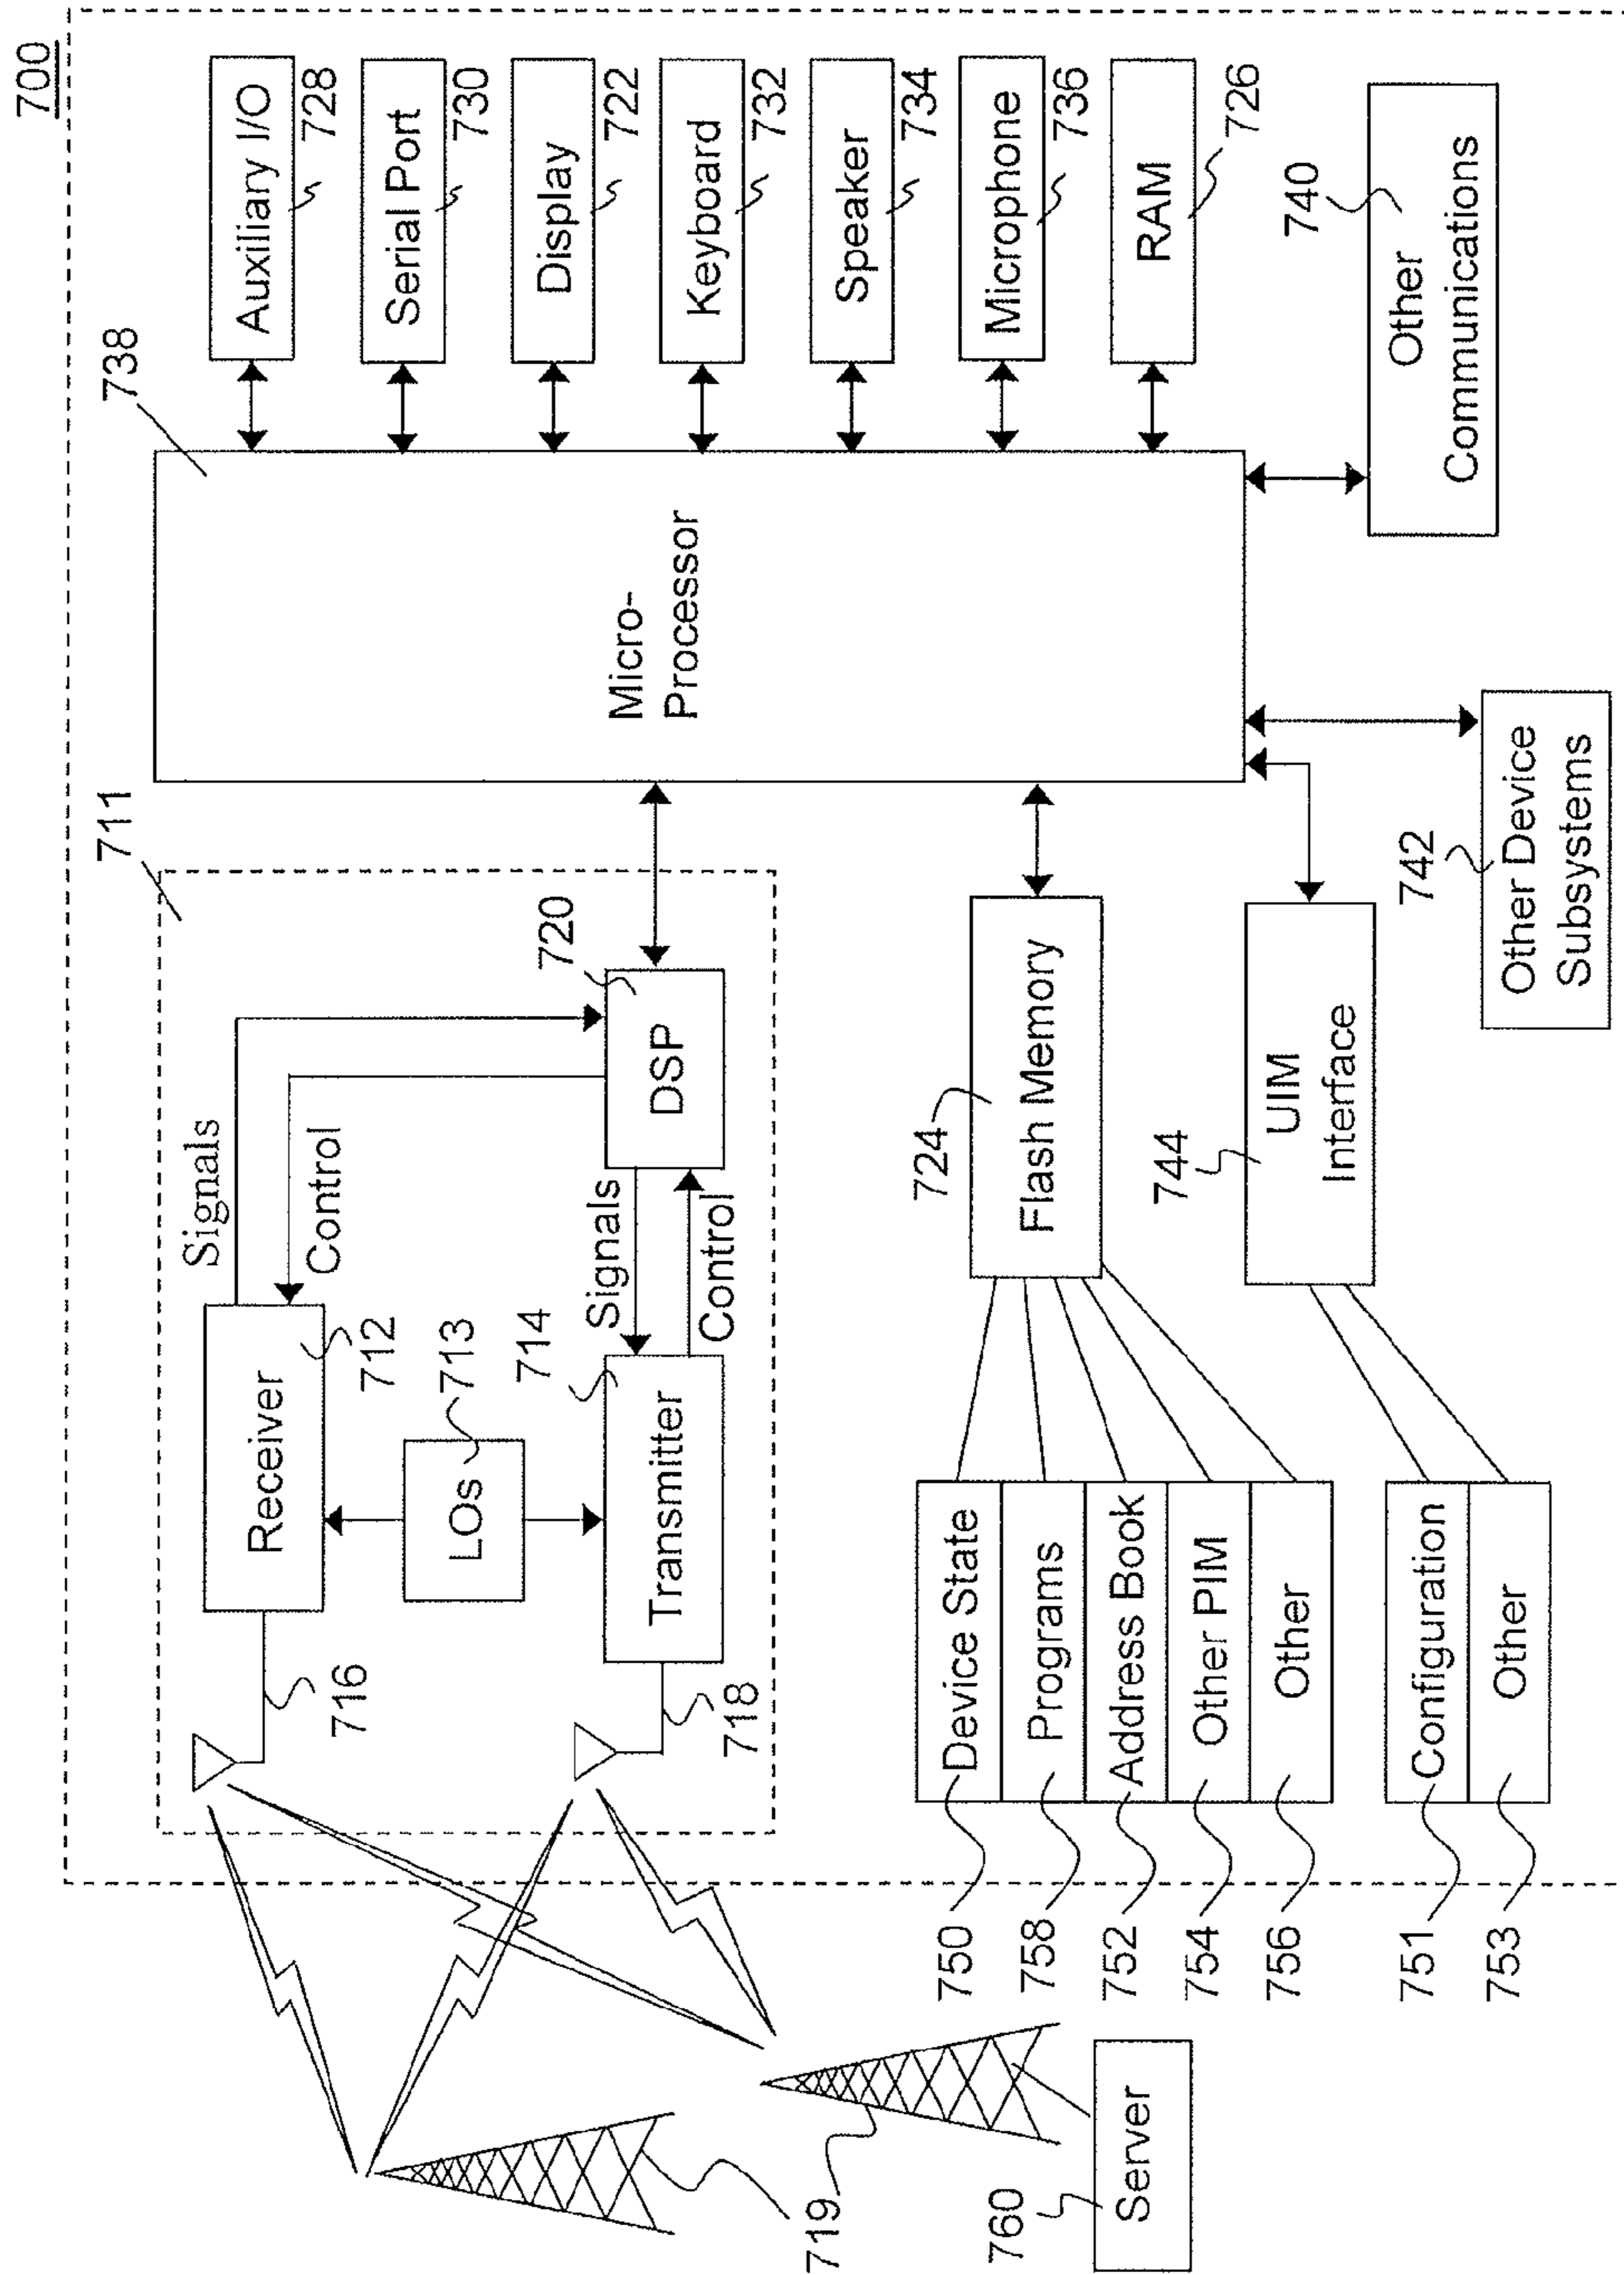 700
738
Auxiliary I/O
728
Serial Port
730
Display
722
Keyboard
732
Speaker
734
Microphone
736
RAM
726
Other
Communications
740
Micro-
Processor
711
Signals
Control
Receiver
712
LOs
713
714
Transmitter
Signals
Control
720
DSP
716
718
724
Flash Memory
744
UIM
Interface
742
Other Device
Subsystems
Device State
Programs
Address Book
Other PIM
Other
Configuration
Other
750
758
752
754
756
751
753
719
760
Server